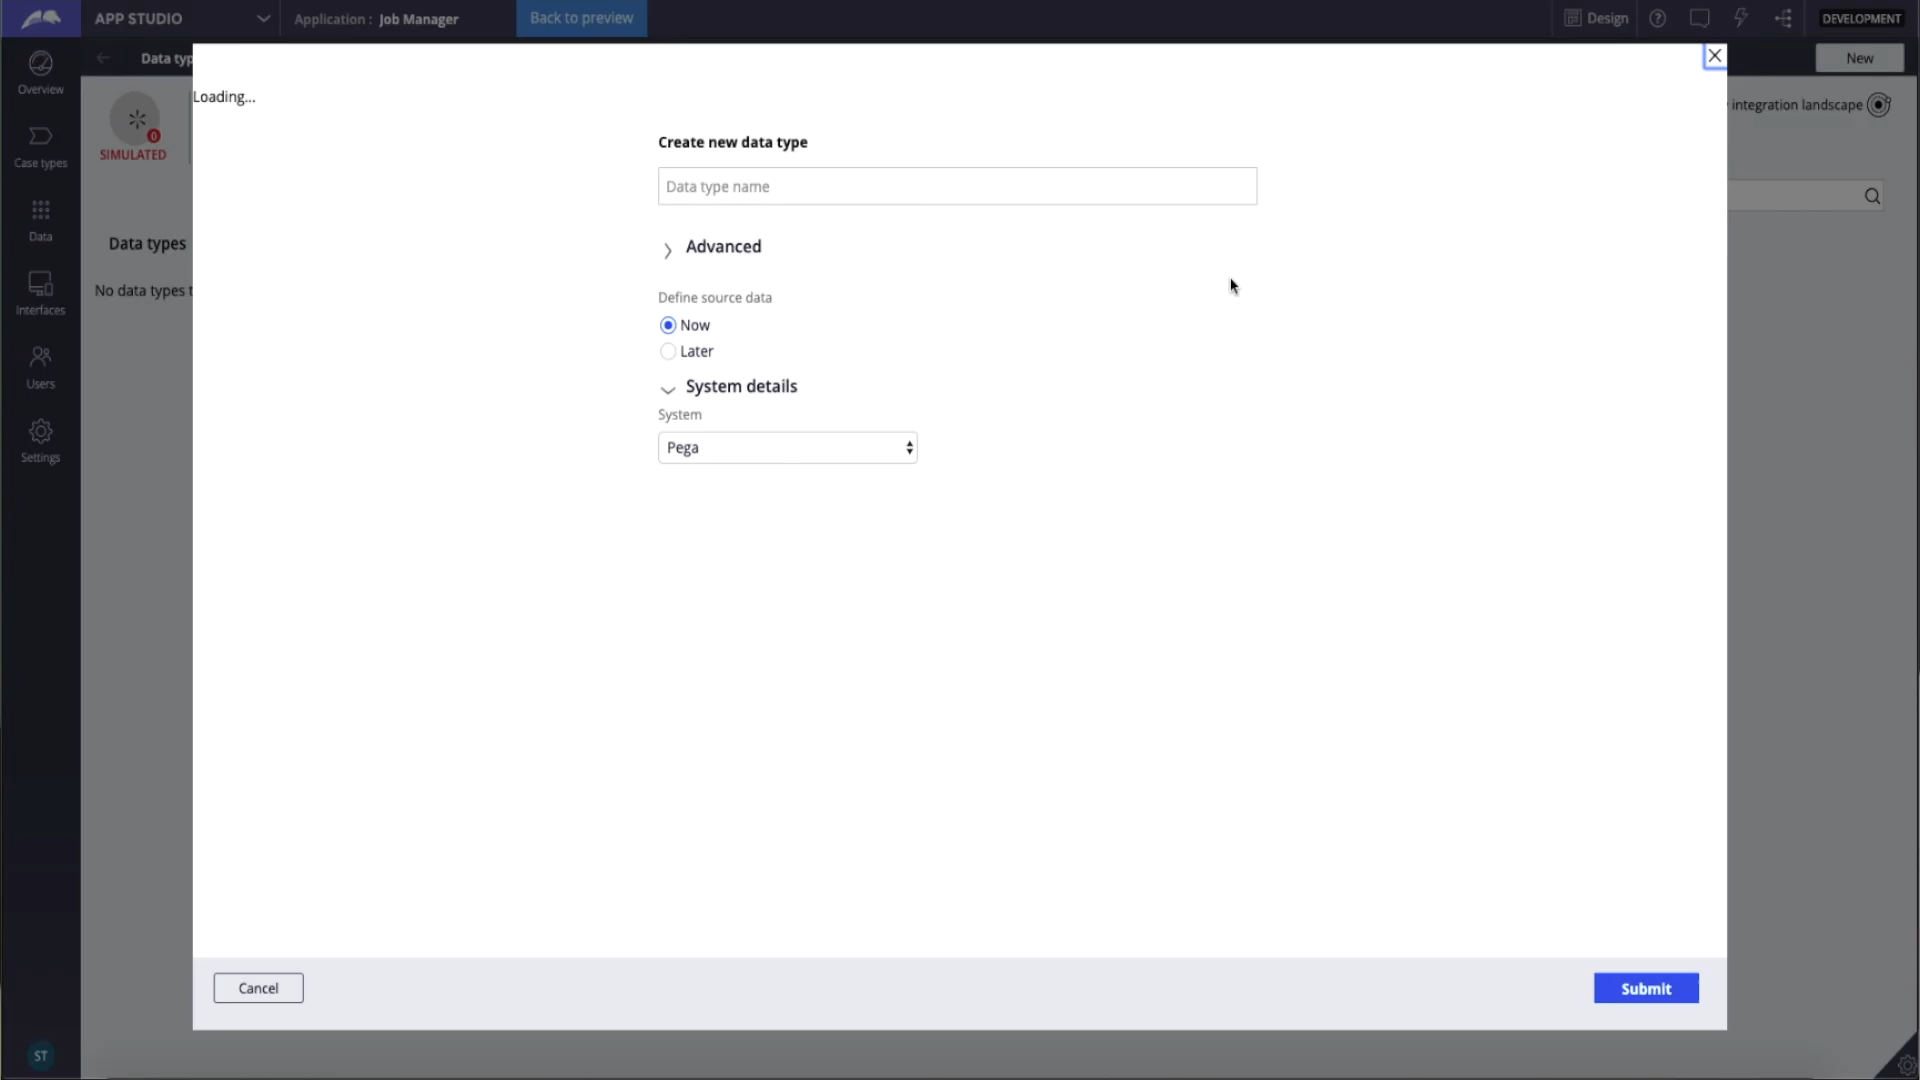 APP STUDIO
Application : Job Manager
Back to preview
Design
DEVELOPMENT
Overview
Case types
Data
Interfaces
Users
Settings
ST
Data typ
New
SIMULATED
0
integration landscape
Data types
No data types t
Loading...
Create new data type
Data type name
Advanced
Define source data
Now
Later
System details
System
Pega
Cancel
Submit